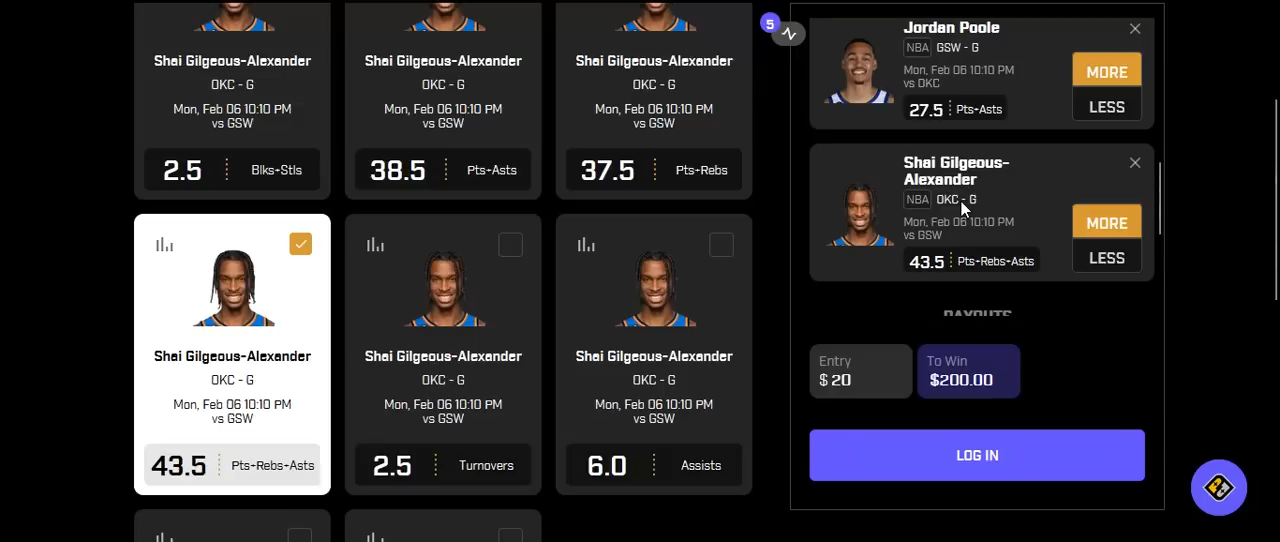 Shai Gilgeous-Alexander
OKC - G
Mon, Feb 06 10:10 PM
vs GSW
2.5 Blks+Stls
Shai Gilgeous-Alexander
OKC - G
Mon, Feb 06 10:10 PM
vs GSW
38.5 Pts+Asts
Shai Gilgeous-Alexander
OKC - G
Mon, Feb 06 10:10 PM
vs GSW
37.5 Pts+Rebs
Shai Gilgeous-Alexander
OKC - G
Mon, Feb 06 10:10 PM
vs GSW
43.5 Pts+Rebs+Asts
Shai Gilgeous-Alexander
OKC - G
Mon, Feb 06 10:10 PM
vs GSW
2.5 Turnovers
Shai Gilgeous-Alexander
OKC - G
Mon, Feb 06 10:10 PM
vs GSW
6.0 Assists
5
Jordan Poole
NBA GSW - G
Mon, Feb 06 10:10 PM
vs OKC
27.5 Pts+Asts
MORE
LESS
Shai Gilgeous-
Alexander
NBA OKC - G
Mon, Feb 06 10:10 PM
vs GSW
43.5 Pts+Rebs+Asts
MORE
LESS
PAYOUTS
Entry
$ 20
To Win
$200.00
LOG IN